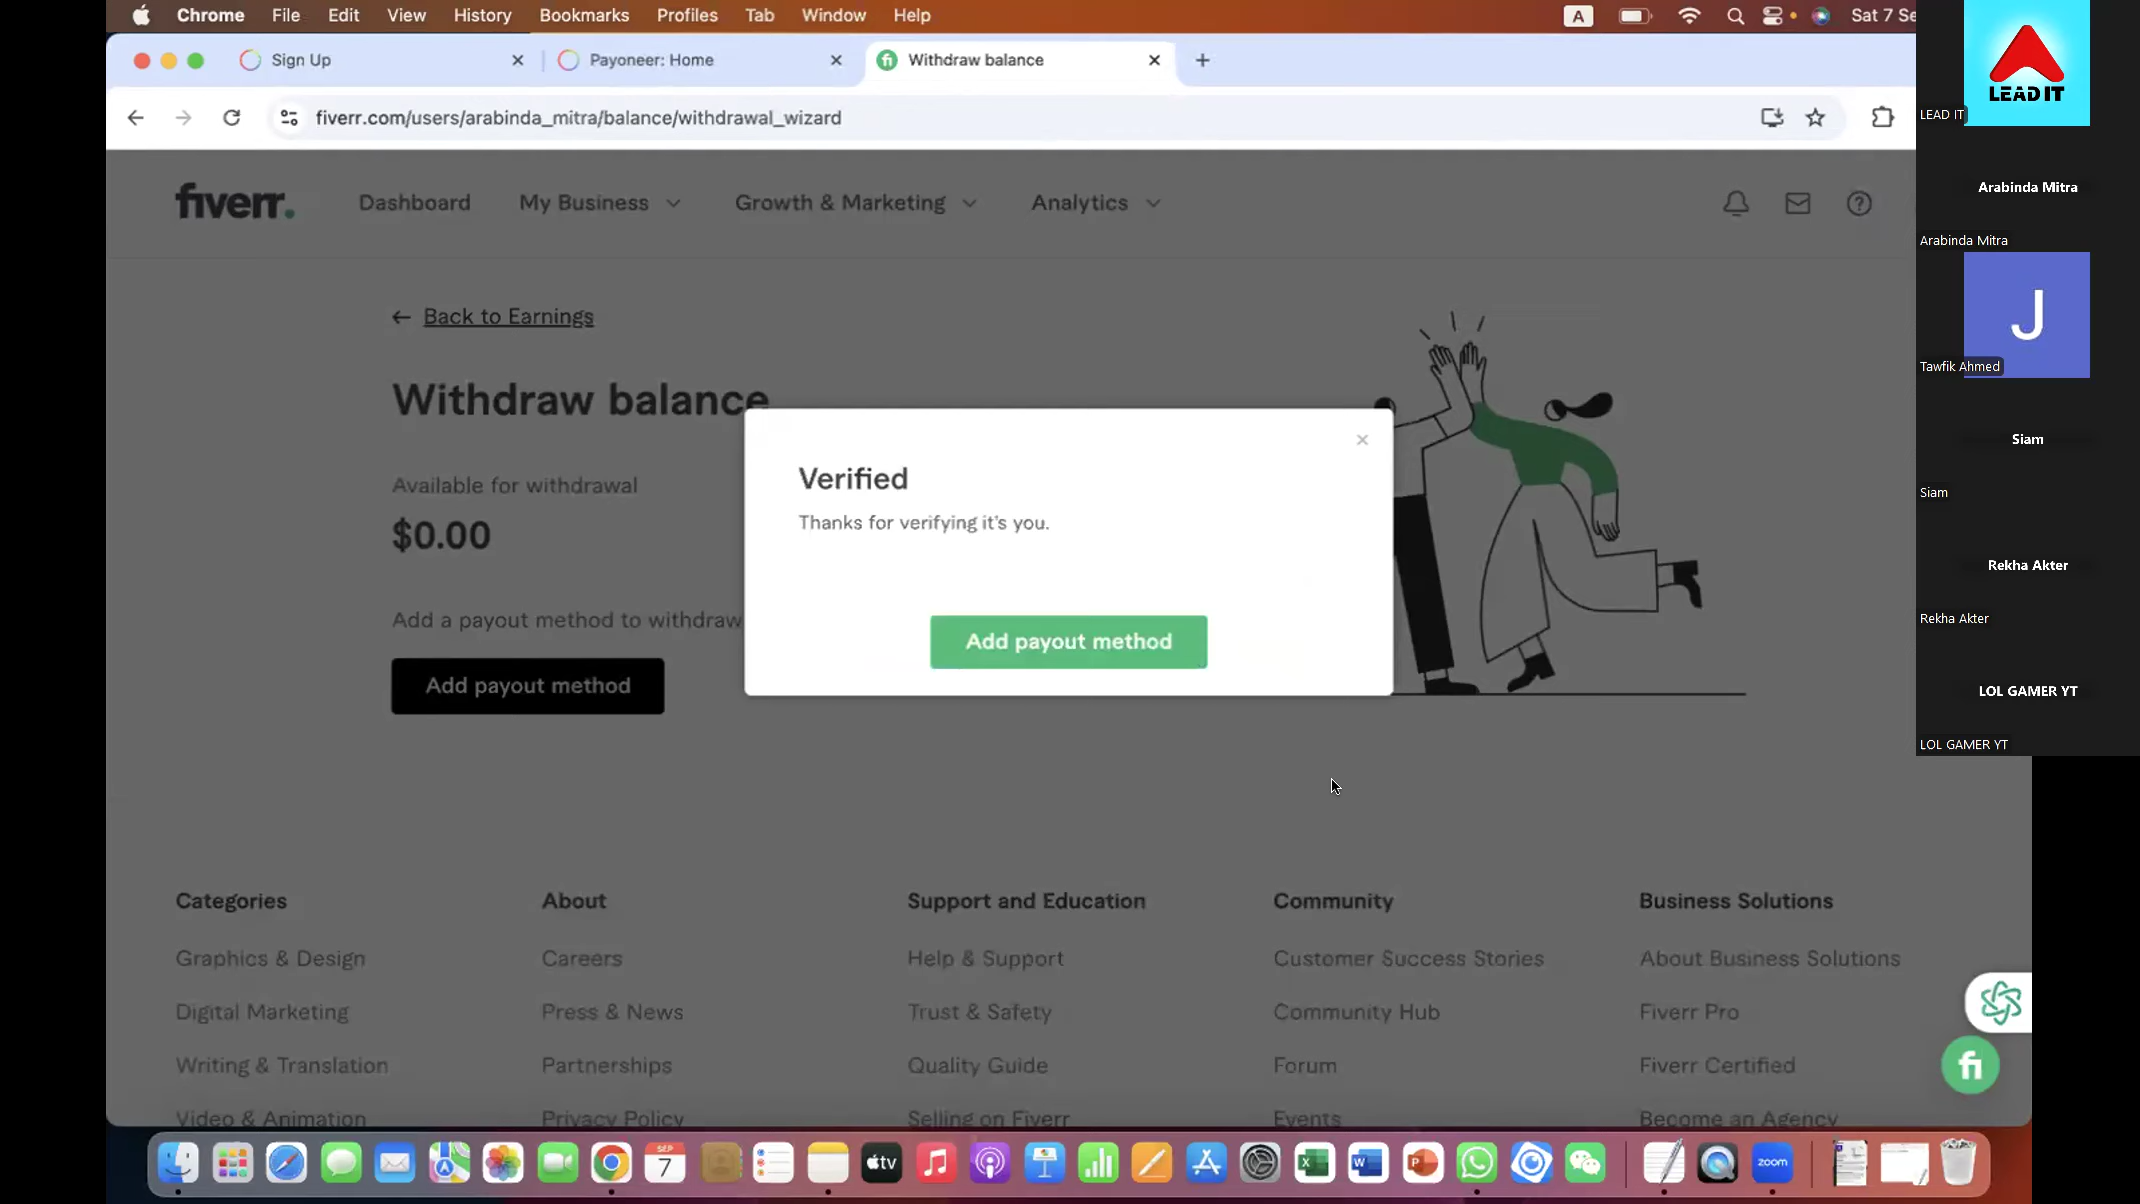 Chrome File Edit View History Bookmarks Profiles Tab Window Help
A
Sat 7 Se
Sign Up
Payoneer: Home
Withdraw balance
fiverr.com/users/arabinda_mitra/balance/withdrawal_wizard
fiverr. Dashboard My Business Growth & Marketing Analytics
Back to Earnings
Withdraw balance
Available for withdrawal
$0.00
Add a payout method to withdraw
Add payout method
Verified
Thanks for verifying it's you.
Add payout method
Categories
Graphics & Design
Digital Marketing
Writing & Translation
Video & Animation
About
Careers
Press & News
Partnerships
Privacy Policy
Support and Education
Help & Support
Trust & Safety
Quality Guide
Selling on Fiverr
Community
Customer Success Stories
Community Hub
Forum
Events
Business Solutions
About Business Solutions
Fiverr Pro
Fiverr Certified
Become an Agency
fi
LEAD IT
LEAD IT
Arabinda Mitra
Arabinda Mitra
J
Tawfik Ahmed
Siam
Siam
Rekha Akter
Rekha Akter
LOL GAMER YT
LOL GAMER YT
SEP
7
tv
X
W
P
zoom